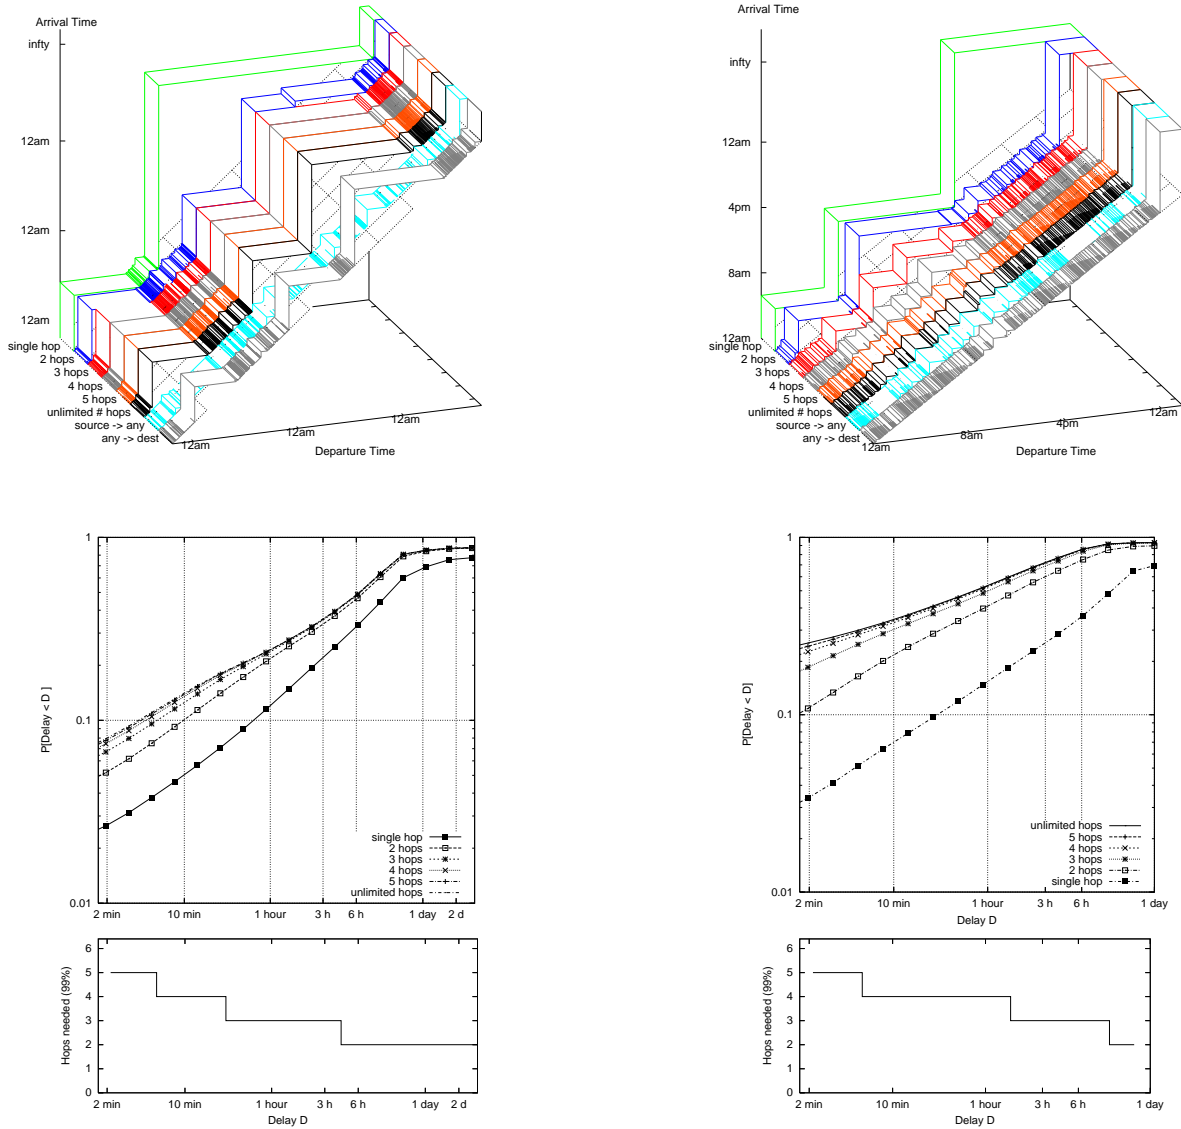 Arrival Time
infty
12am
12am
12am
single hop
2 hops
3 hops
4 hops
5 hops
unlimited # hops
source -> any
any -> dest
12am
12am
12am
Departure Time
Arrival Time
infty
12am
4pm
8am
12am
single hop
2 hops
3 hops
4 hops
5 hops
unlimited # hops
source -> any
any -> dest
12am
8am
4pm
12am
Departure Time
P[Delay < D ]
1
0.1
0.01
single hop
2 hops
3 hops
4 hops
5 hops
unlimited hops
2 min 10 min 1 hour 3 h 6 h 1 day 2 d
P[Delay < D]
1
0.1
0.01
unlimited hops
5 hops
4 hops
3 hops
2 hops
single hop
2 min 10 min 1 hour 3 h 6 h 1 day
Delay D
Hops needed (99%)
6
5
4
3
2
1
0
2 min 10 min 1 hour 3 h 6 h 1 day 2 d
Delay D
Hops needed (99%)
6
5
4
3
2
1
0
2 min 10 min 1 hour 3 h 6 h 1 day
Delay D